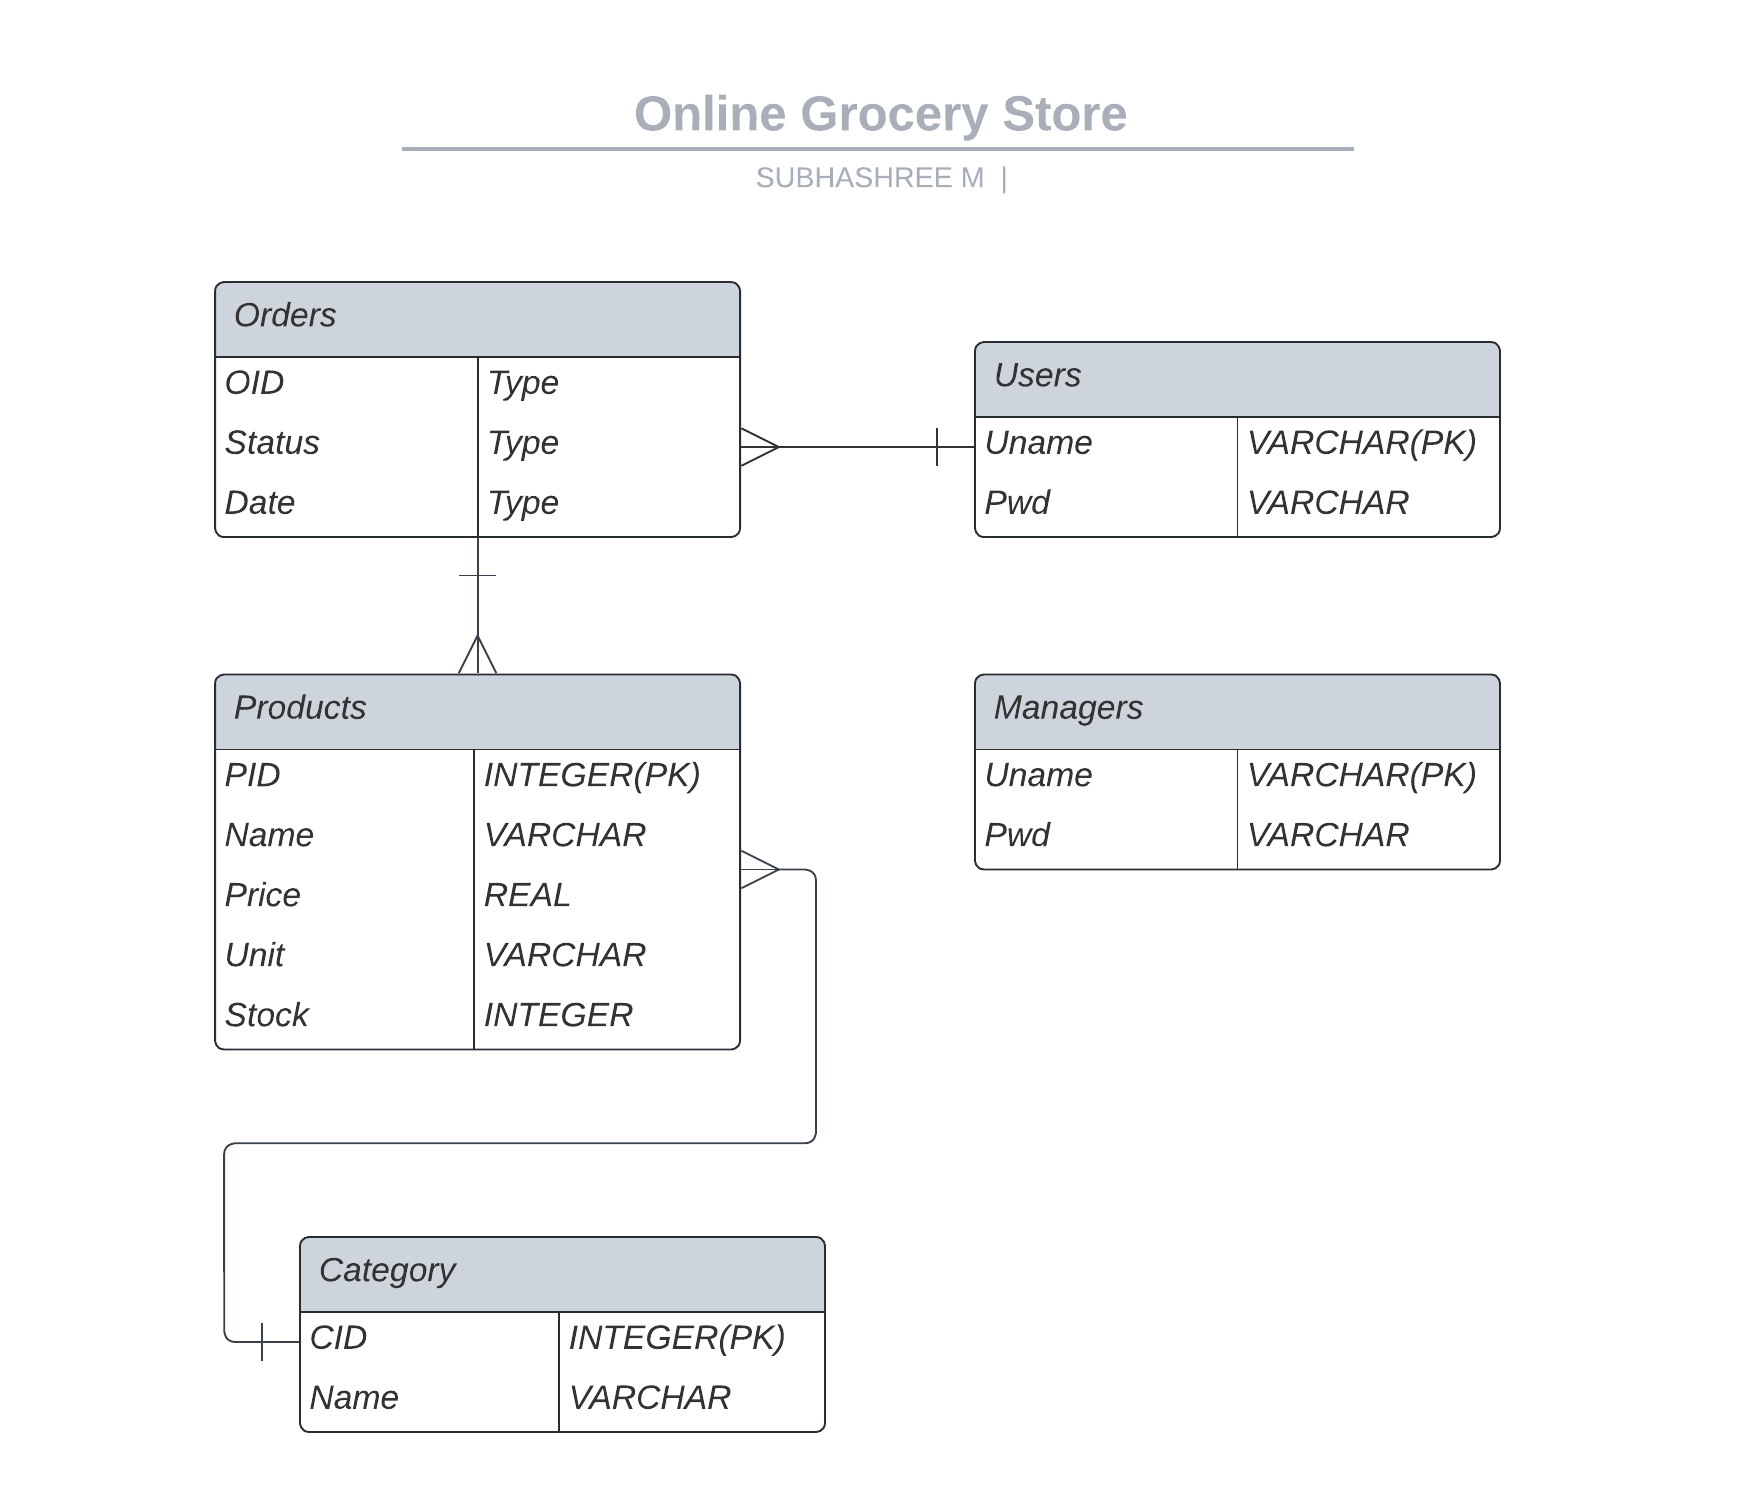 Online Grocery Store
SUBHASHREE M |
Orders
OID Type
Status Type
Date Type
Users
Uname VARCHAR(PK)
Pwd VARCHAR
Products
PID INTEGER(PK)
Name VARCHAR
Price REAL
Unit VARCHAR
Stock INTEGER
Managers
Uname VARCHAR(PK)
Pwd VARCHAR
Category
CID INTEGER(PK)
Name VARCHAR